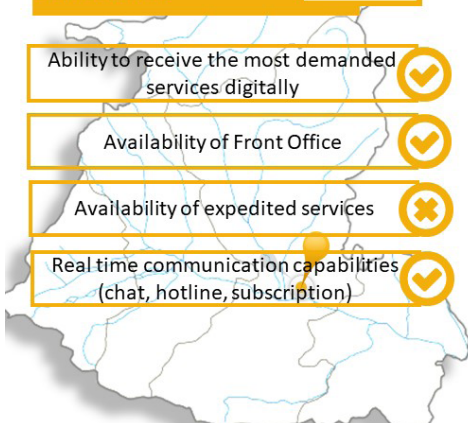 Ability to receive the most demanded
services digitally
Availability of Front Office
Availability of expedited services
Real time communication capabilities
(chat, hotline, subscription)